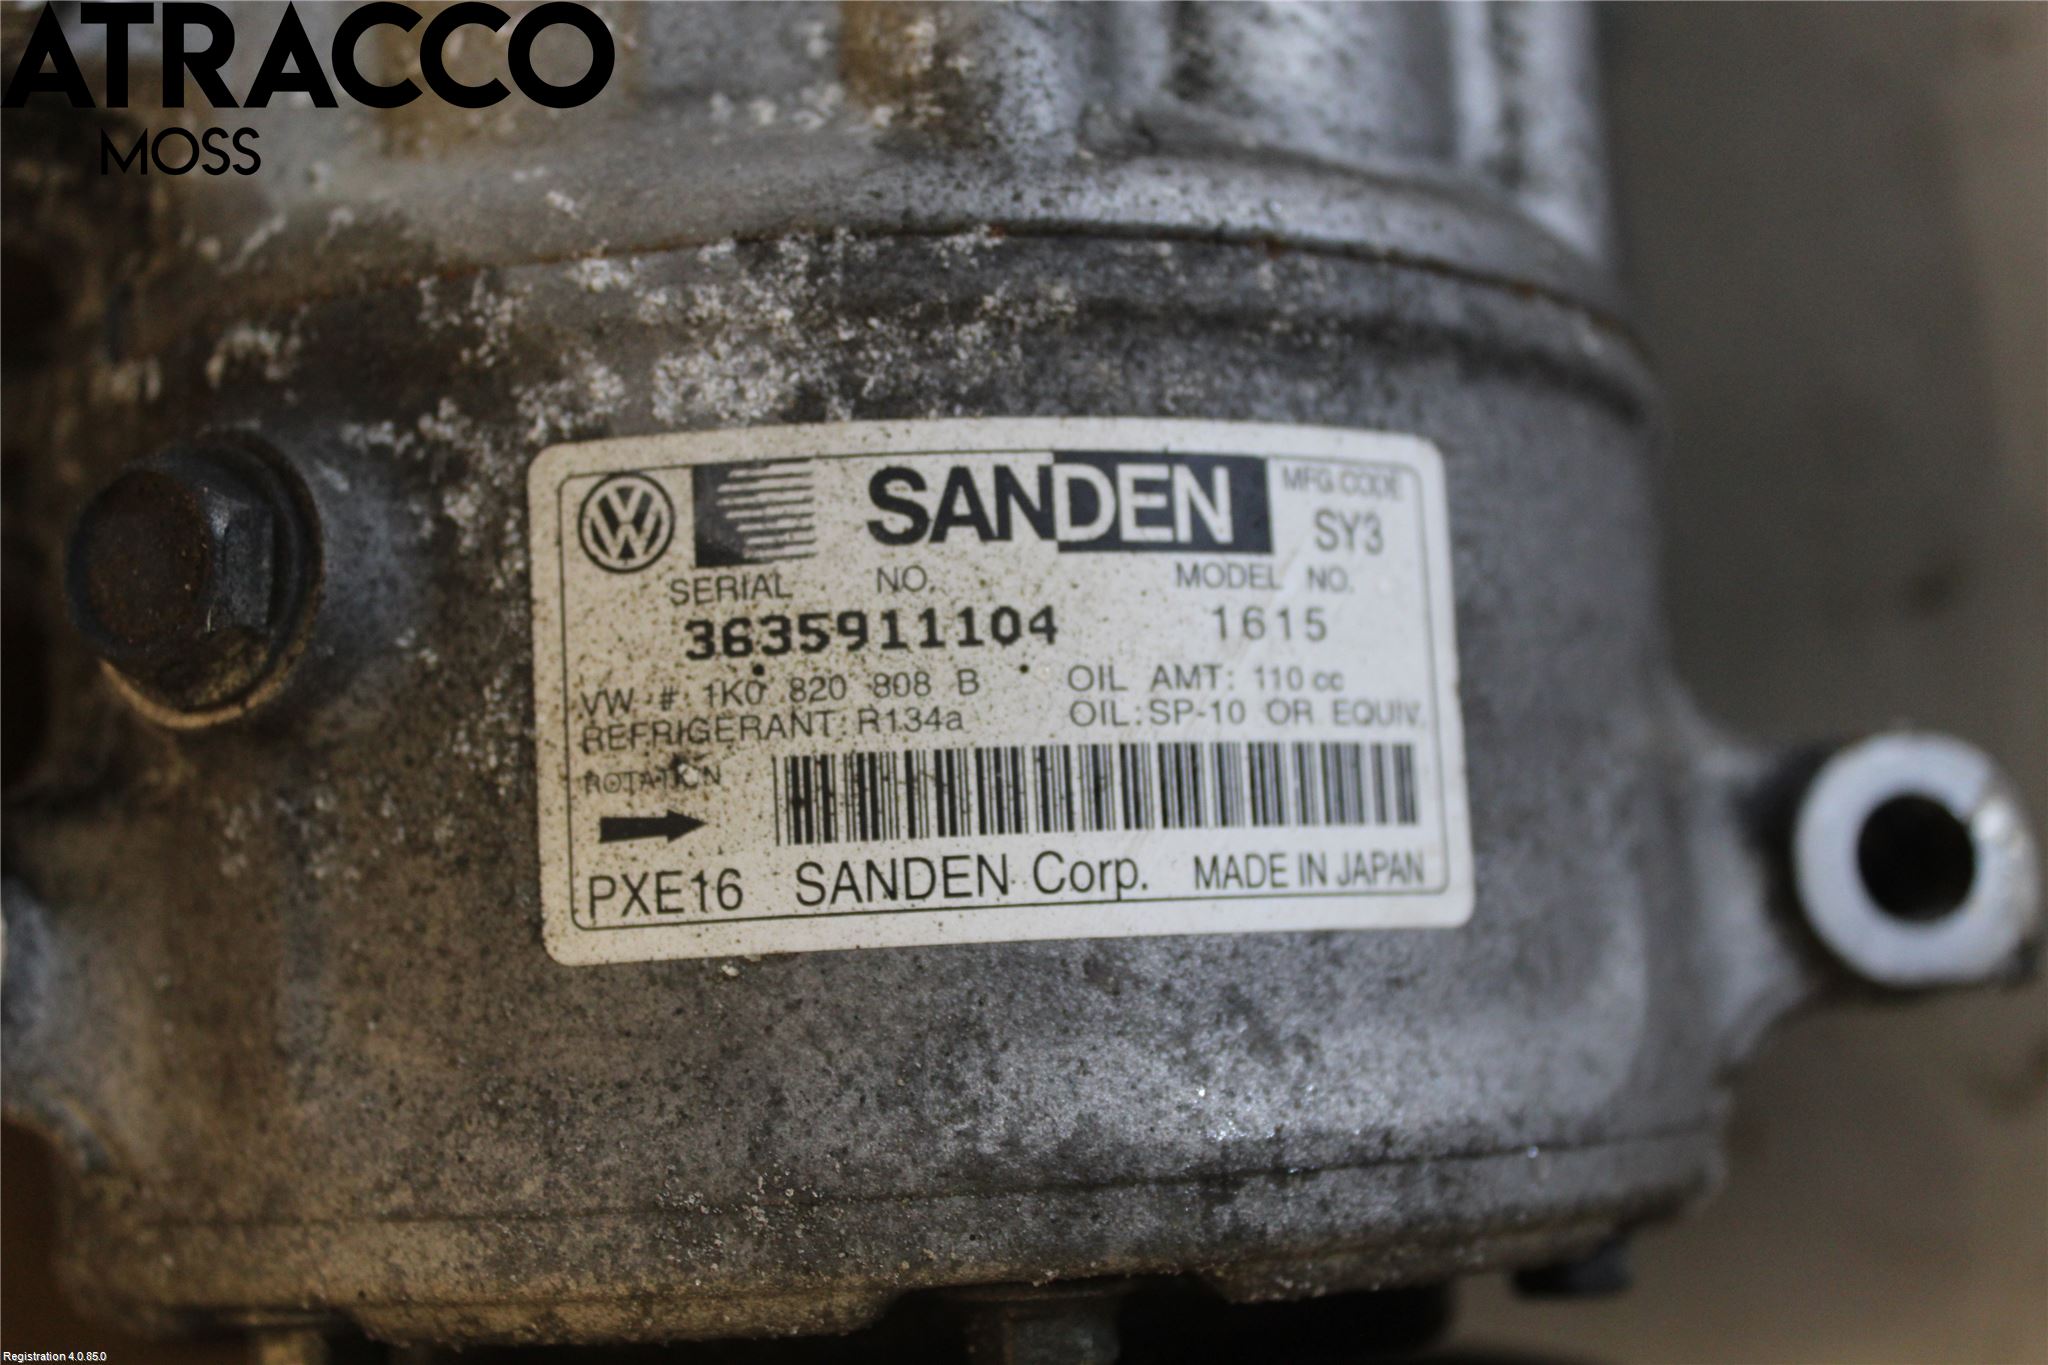 ATRACCO
MOSS
SANDEN
MFG CODE
SY3
SERIAL NO. MODEL NO.
3635911104 1615
VW # 1K0 820 808 B OIL AMT: 110 cc
REFRIGERANT: R134a OIL:SP-10 OR EQUIV.
ROTATION
PXE16 SANDEN Corp. MADE IN JAPAN
Registration 4.0.85.0